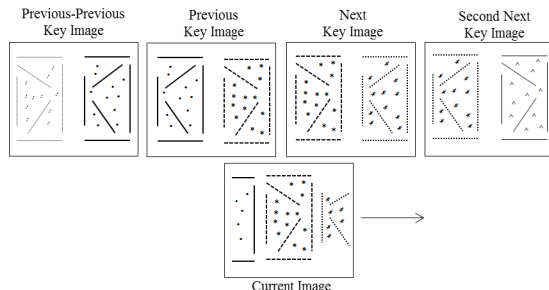 Previous-Previous
Key Image
Previous
Key Image
Next
Key Image
Second Next
Key Image
Current Image